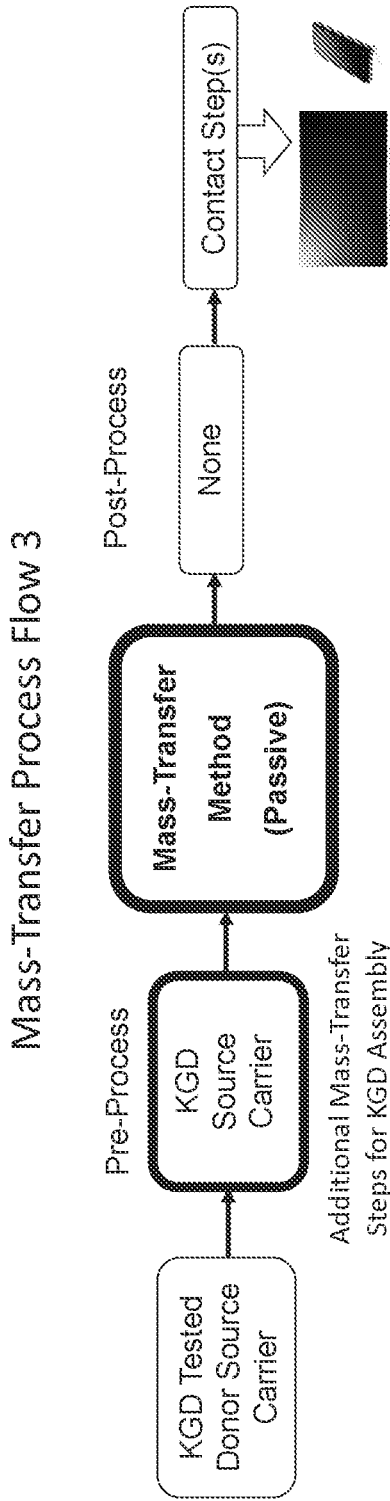 Mass-Transfer Process Flow 3
Pre-Process
Post-Process
KGD Tested
Donor Source
Carrier
KGD
Source
Carrier
Mass-Transfer
Method
(Passive)
None
Contact Step(s)
Additional Mass-Transfer
Steps for KGD Assembly